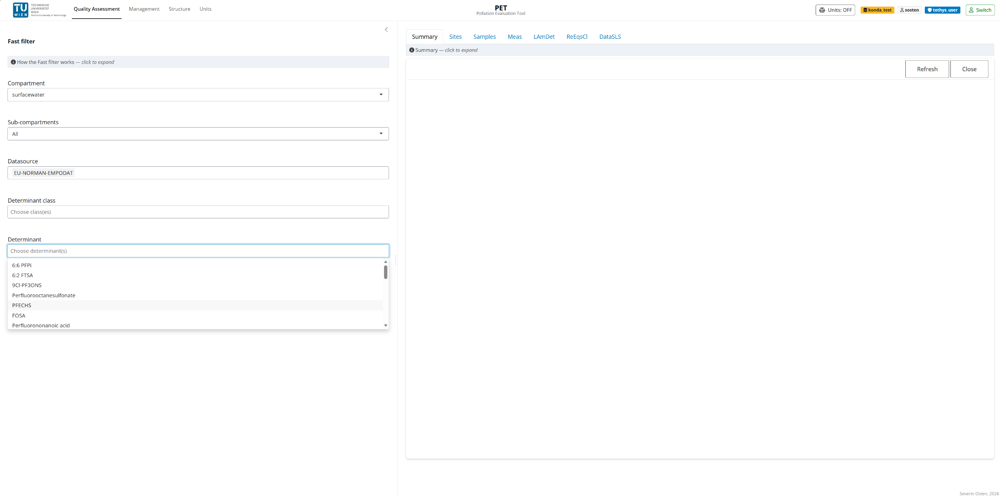 TU WIEN
TECHNISCHE
UNIVERSITÄT
WIEN
Vienna University of Technology
Quality Assessment
Management
Structure
Units
PET
Pollution Evaluation Tool
Units: OFF
konda_test
sosten
tethys_user
Switch
Fast filter
How the Fast filter works — click to expand
Compartment
surfacewater
Sub-compartments
All
Datasource
EU-NORMAN-EMPODAT
Determinant class
Choose class(es)
Determinant
Choose determinant(s)
6:6 PFPi
6:2 FTSA
9Cl-PF3ONS
Perfluorooctanesulfonate
PFECHS
FOSA
Perfluorononanoic acid
Summary
Sites
Samples
Meas
LAmDet
ReEqsCl
DataSLS
Summary — click to expand
Refresh
Close
Severin Osten, 2026